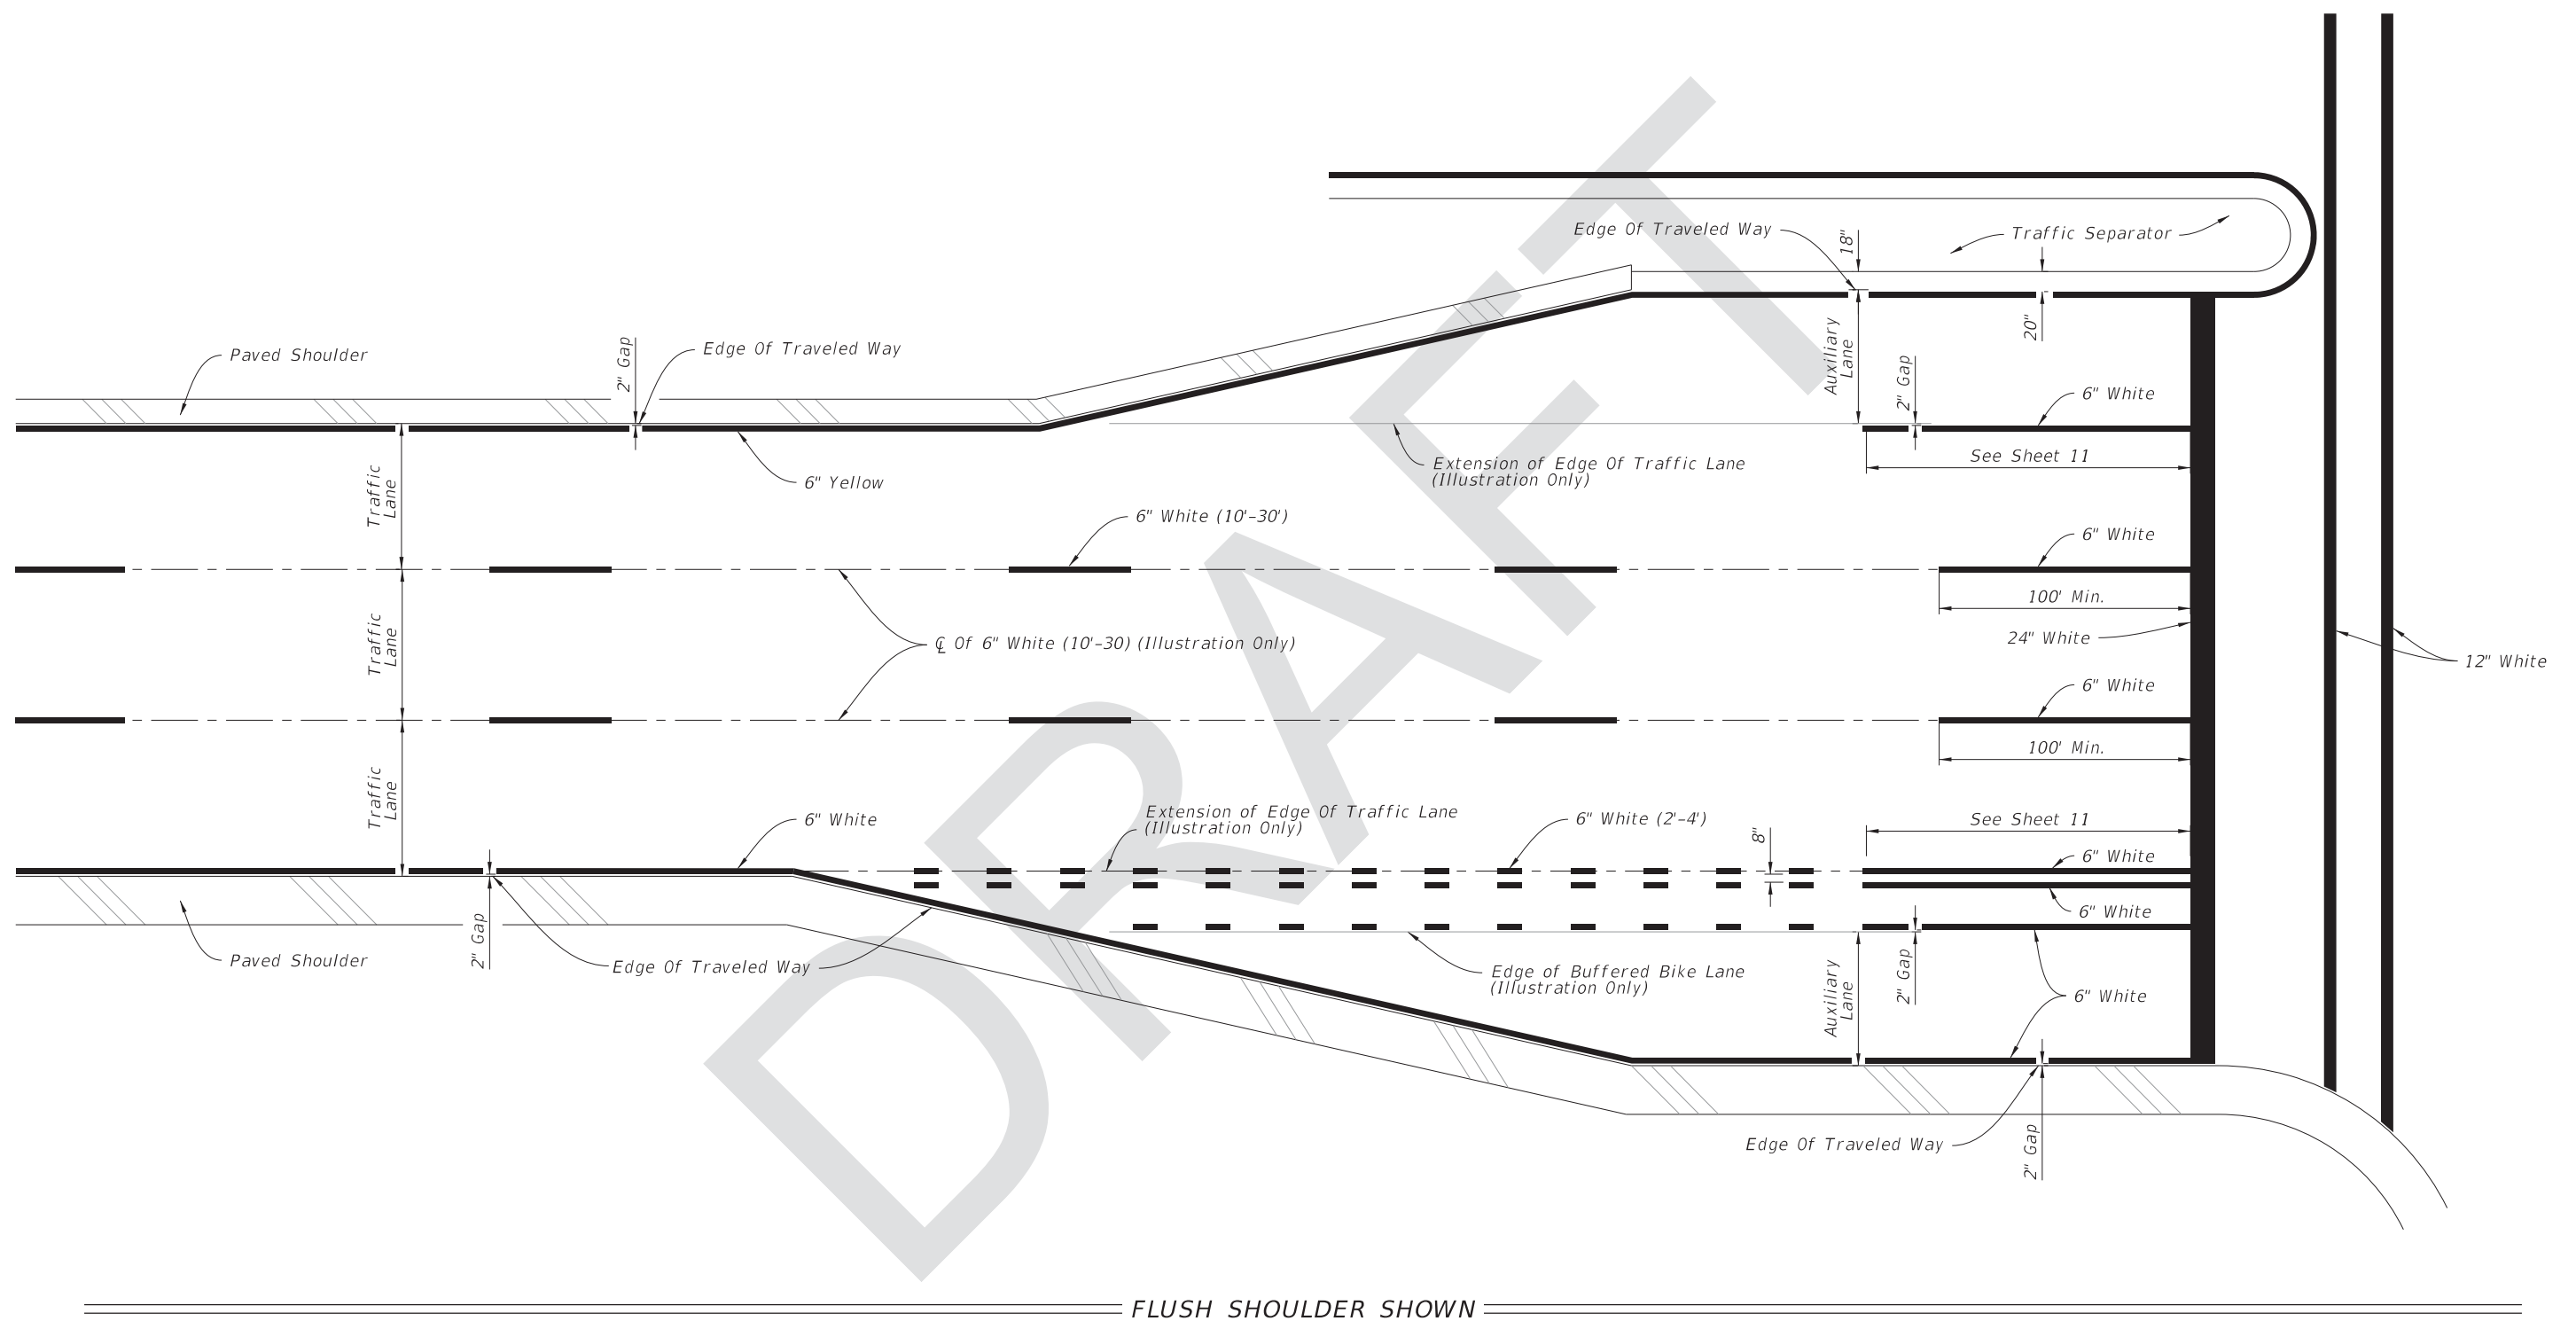 Edge Of Traveled Way
18"
Traffic Separator
20"
Paved Shoulder
2" Gap
Edge Of Traveled Way
Auxiliary
Lane
2" Gap
6" White
6" Yellow
Extension of Edge Of Traffic Lane
(Illustration Only)
See Sheet 11
Traffic
Lane
6" White (10'-30')
6" White
100' Min.
24" White
Traffic
Lane
℄ Of 6" White (10'-30) (Illustration Only)
12" White
6" White
100' Min.
Traffic
Lane
6" White
Extension of Edge Of Traffic Lane
(Illustration Only)
6" White (2'-4')
8"
See Sheet 11
6" White
6" White
Paved Shoulder
2" Gap
Edge Of Traveled Way
Edge of Buffered Bike Lane
(Illustration Only)
Auxiliary
Lane
2" Gap
6" White
Edge Of Traveled Way
2" Gap
DRAFT
FLUSH SHOULDER SHOWN